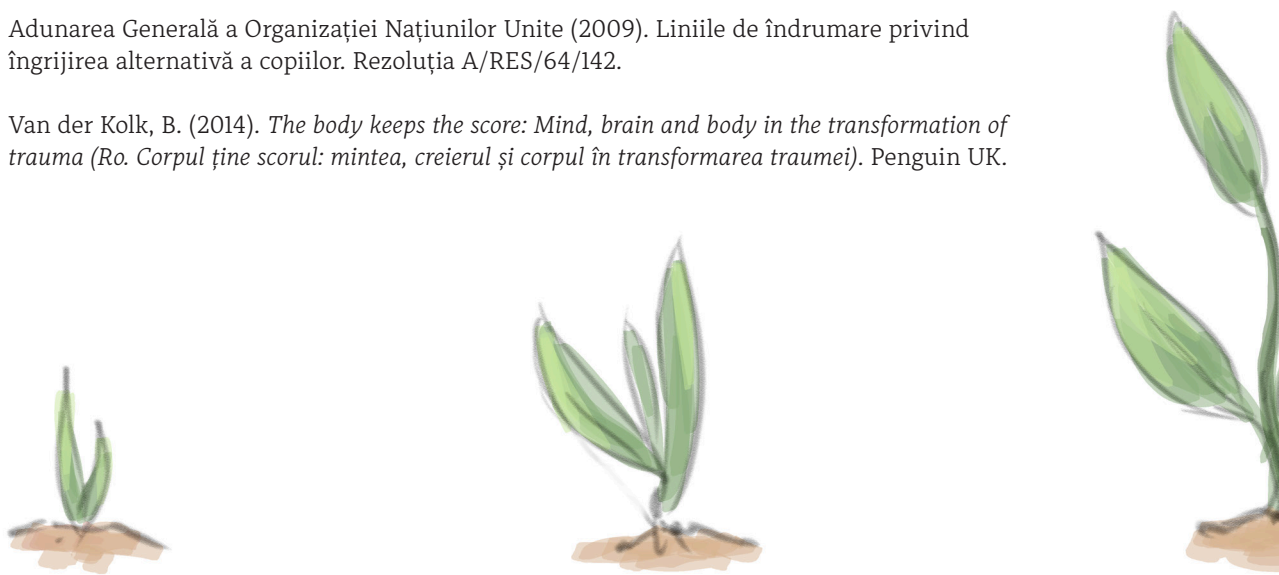 Adunarea Generală a Organizației Națiunilor Unite (2009). Liniile de îndrumare privind
îngrijirea alternativă a copiilor. Rezoluția A/RES/64/142.
Van der Kolk, B. (2014). The body keeps the score: Mind, brain and body in the transformation of
trauma (Ro. Corpul ține scorul: mintea, creierul și corpul în transformarea traumei). Penguin UK.